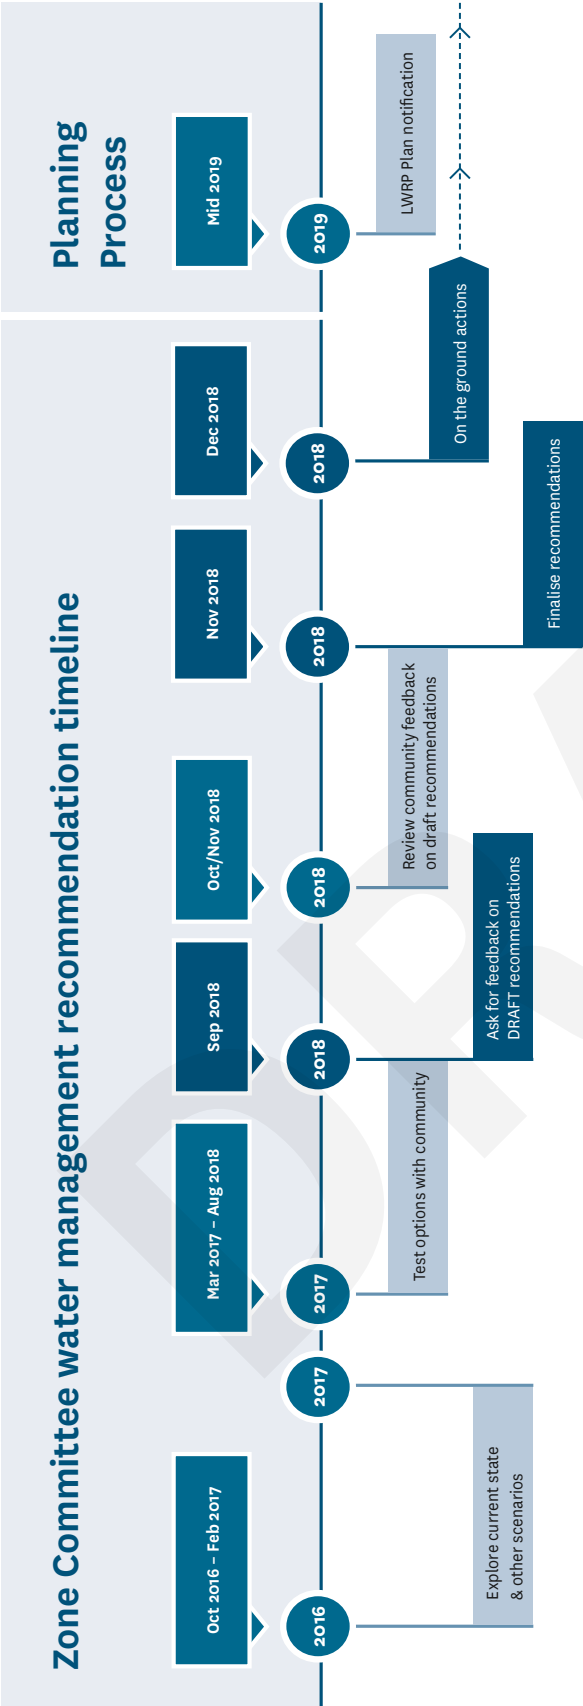 Zone Committee water management recommendation timeline
Planning
Process
Oct 2016 – Feb 2017
Mar 2017 – Aug 2018
Sep 2018
Oct/Nov 2018
Nov 2018
Dec 2018
Mid 2019
2016
2017
2017
2018
2018
2018
2018
2019
Explore current state
& other scenarios
Test options with community
Ask for feedback on
DRAFT recommendations
Review community feedback
on draft recommendations
Finalise recommendations
On the ground actions
LWRP Plan notification